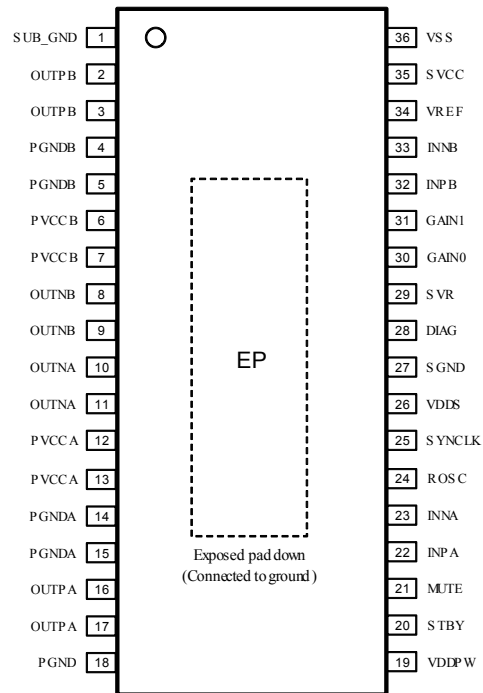 SUB_GND 1 36 VSS
OUTPB 2 35 SVCC
OUTPB 3 34 VREF
PGNDB 4 33 INNB
PGNDB 5 32 INPB
PVCCB 6 31 GAIN1
PVCCB 7 30 GAIN0
OUTNB 8 29 SVR
OUTNB 9 28 DIAG
OUTNA 10 27 SGND
EP
OUTNA 11 26 VDDS
PVCCA 12 25 SYNCLK
PVCCA 13 24 ROSC
PGNDA 14 23 INNA
PGNDA 15 22 INPA
Exposed pad down
(Connected to ground)
OUTPA 16 21 MUTE
OUTPA 17 20 STBY
PGND 18 19 VDDPW